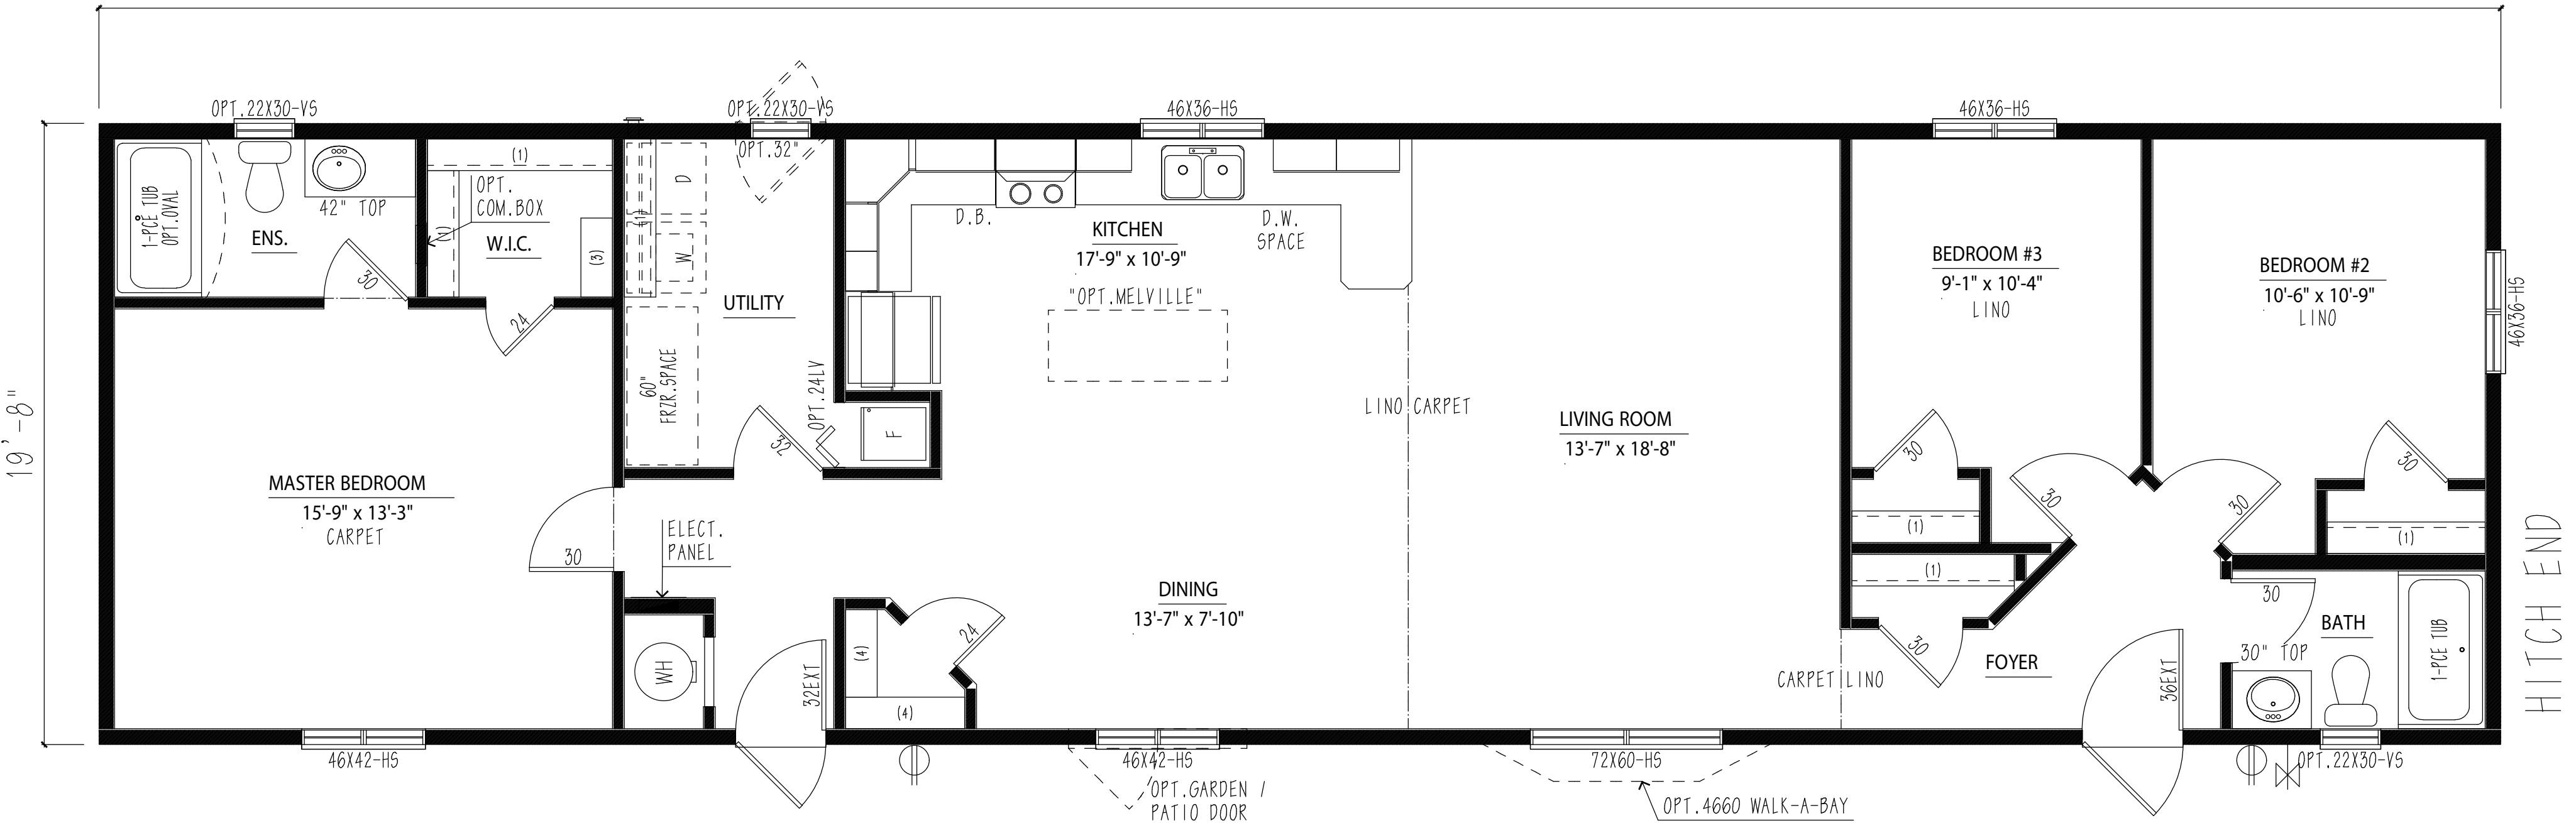 OPT.22X30-VS
OPT.22X30-VS
46X36-HS
46X36-HS
OPT.32"
1-PCE TUB
OPT.OVAL
42" TOP
ENS.
30
(1)
OPT.
COM.BOX
(1)
W.I.C.
(3)
24
D
(1)
W
UTILITY
60"
FRZR.SPACE
OPT.24LV
32
F
D.B.
KITCHEN
17'-9" x 10'-9"
D.W.
SPACE
"OPT.MELVILLE"
LINO CARPET
LIVING ROOM
13'-7" x 18'-8"
BEDROOM #3
9'-1" x 10'-4"
LINO
BEDROOM #2
10'-6" x 10'-9"
LINO
46X36-HS
19'-8"
MASTER BEDROOM
15'-9" x 13'-3"
CARPET
30
ELECT.
PANEL
WH
32EXT
(4)
(4)
24
DINING
13'-7" x 7'-10"
30
(1)
30
30
30
(1)
(1)
30
CARPET LINO
FOYER
36EXT
30
BATH
30" TOP
1-PCE TUB
HITCH END
46X42-HS
46X42-HS
OPT.GARDEN /
PATIO DOOR
72X60-HS
OPT.4660 WALK-A-BAY
OPT.22X30-VS